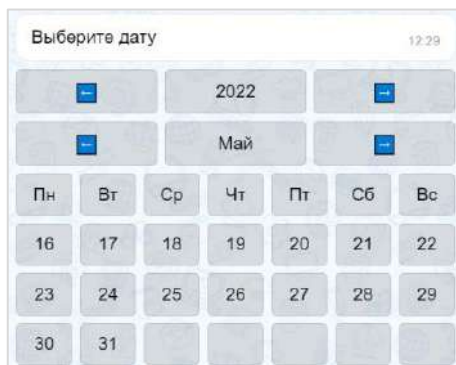 Выберите дату 12:29
← 2022 →
← Май →
Пн Вт Ср Чт Пт Сб Вс
16 17 18 19 20 21 22
23 24 25 26 27 28 29
30 31